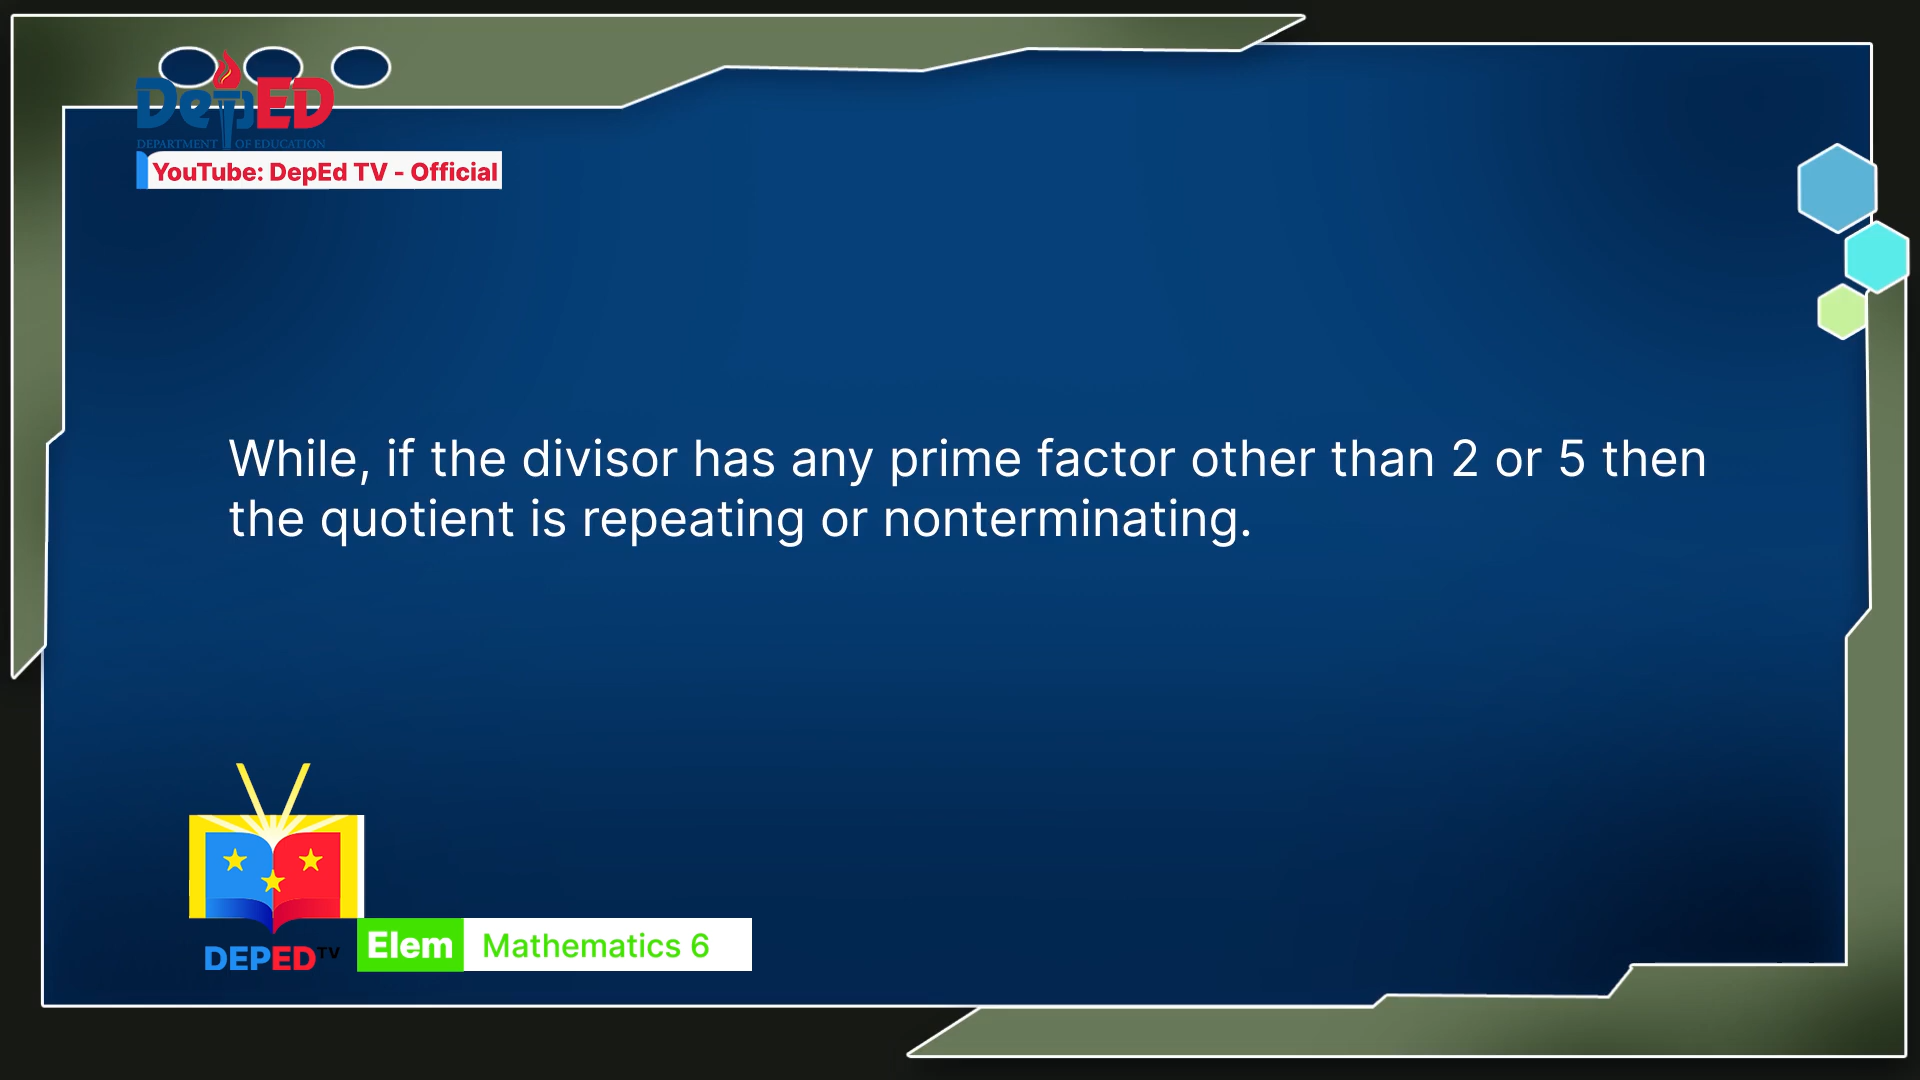 DepED
DEPARTMENT OF EDUCATION
YouTube: DepEd TV - Official
While, if the divisor has any prime factor other than 2 or 5 then
the quotient is repeating or nonterminating.
DEPED TV
Elem Mathematics 6